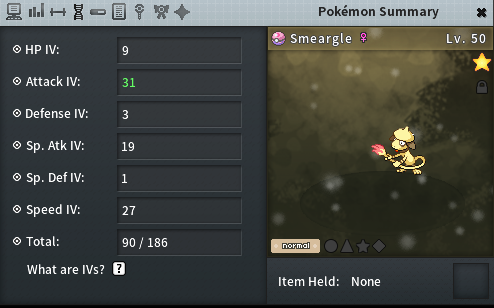 Pokémon Summary
HP IV: 9
Attack IV: 31
Defense IV: 3
Sp. Atk IV: 19
Sp. Def IV: 1
Speed IV: 27
Total: 90 / 186
What are IVs? ?
Smeargle ♀ Lv. 50
normal
Item Held: None